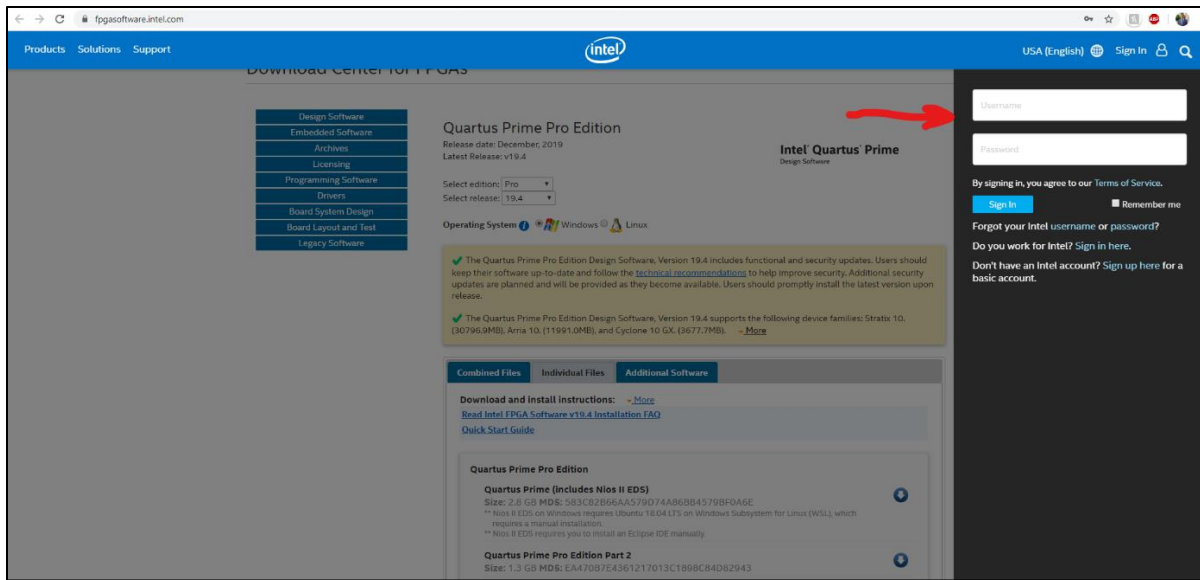 fpgasoftware.intel.com
Products Solutions Support
intel
USA (English) Sign In
Download Center for FPGAs
Design Software
Embedded Software
Archives
Licensing
Programming Software
Drivers
Board System Design
Board Layout and Test
Legacy Software
Quartus Prime Pro Edition
Release date: December, 2019
Latest Release: v19.4
Intel Quartus Prime
Design Software
Select edition: Pro
Select release: 19.4
Operating System Windows Linux
The Quartus Prime Pro Edition Design Software, Version 19.4 includes functional and security updates. Users should
keep their software up-to-date and follow the technical recommendations to help improve security. Additional security
updates are planned and will be provided as they become available. Users should promptly install the latest version upon
release.
The Quartus Prime Pro Edition Design Software, Version 19.4 supports the following device families: Stratix 10.
(30796.9MB), Arria 10. (11991.0MB), and Cyclone 10 GX. (3677.7MB). More
Combined Files Individual Files Additional Software
Download and install instructions: More
Read Intel FPGA Software v19.4 Installation FAQ
Quick Start Guide
Quartus Prime Pro Edition
Quartus Prime (includes Nios II EDS)
Size: 2.8 GB MD5:
** Nios II EDS on Windows requires Ubuntu 18.04 LTS on Windows Subsystem for Linux (WSL), which
requires a manual installation.
** Nios II EDS requires you to install an Eclipse IDE manually.
Quartus Prime Pro Edition Part 2
Size: 1.3 GB MD5:
Username
Password
By signing in, you agree to our Terms of Service.
Sign In Remember me
Forgot your Intel username or password?
Do you work for Intel? Sign in here.
Don't have an Intel account? Sign up here for a
basic account.